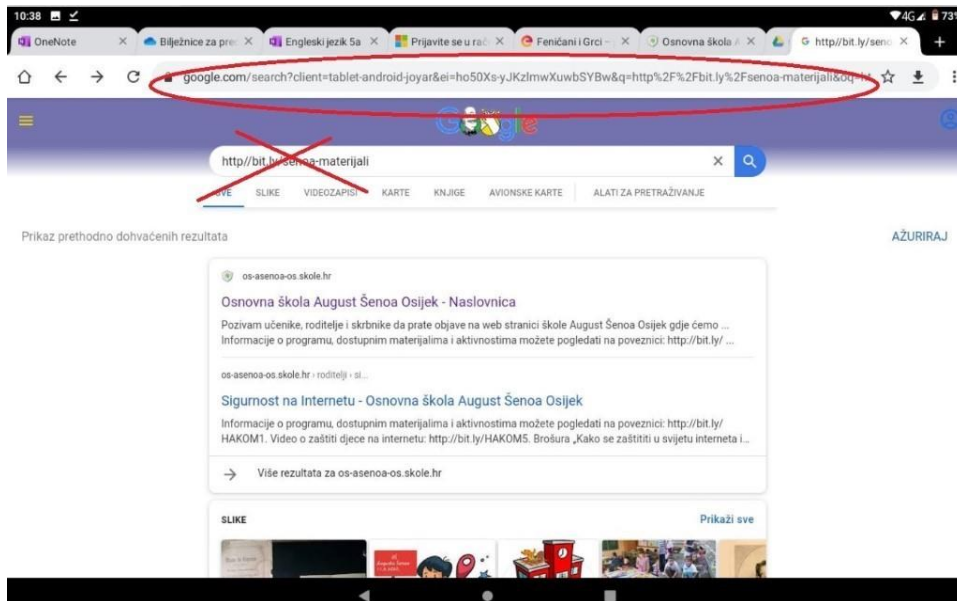 10:38 4G 73%
OneNote
Bilježnice za pred
Engleski jezik 5a
Prijavite se u rač
Feničani i Grci –
Osnovna škola A
http//bit.ly/seno
google.com/search?client=tablet-android-joyar&ei=ho50Xs-yJKzlmwXuwbSYBw&q=http%2F%2Fbit.ly%2Fsenoa-materijali&oq=h
Google
http//bit.ly/senoa-materijali
SVE SLIKE VIDEOZAPISI KARTE KNJIGE AVIONSKE KARTE ALATI ZA PRETRAŽIVANJE
Prikaz prethodno dohvaćenih rezultata AŽURIRAJ
os-asenoa-os.skole.hr
Osnovna škola August Šenoa Osijek - Naslovnica
Pozivam učenike, roditelje i skrbnike da prate objave na web stranici škole August Šenoa Osijek gdje ćemo ...
Informacije o programu, dostupnim materijalima i aktivnostima možete pogledati na poveznici: http://bit.ly/ ...
os-asenoa-os.skole.hr › roditelji › si...
Sigurnost na Internetu - Osnovna škola August Šenoa Osijek
Informacije o programu, dostupnim materijalima i aktivnostima možete pogledati na poveznici: http://bit.ly/
HAKOM1. Video o zaštiti djece na internetu: http://bit.ly/HAKOM5. Brošura „Kako se zaštititi u svijetu interneta i...
Više rezultata za os-asenoa-os.skole.hr
SLIKE Prikaži sve